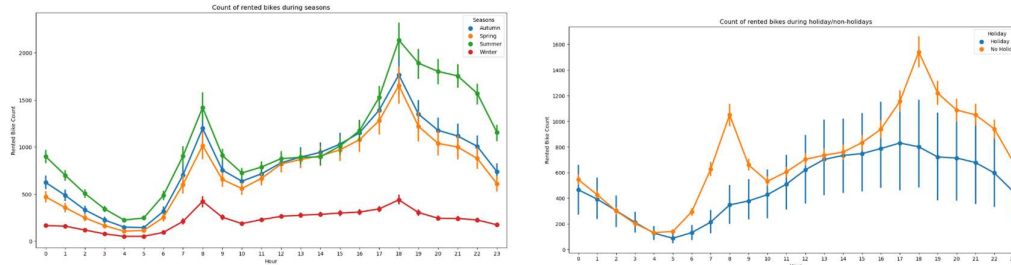 Count of rented bikes during seasons
Seasons
Autumn
Spring
Summer
Winter
2000
1500
1000
500
0
Rented Bike Count
0 1 2 3 4 5 6 7 8 9 10 11 12 13 14 15 16 17 18 19 20 21 22 23
Hour
Count of rented bikes during holiday/non-holidays
Holiday
Holiday
No Holid
1600
1400
1200
1000
800
600
400
200
0
Rented Bike Count
0 1 2 3 4 5 6 7 8 9 10 11 12 13 14 15 16 17 18 19 20 21 22
Hour